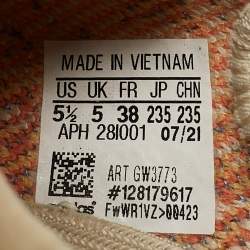 MADE IN VIETNAM
US UK FR JP CHN
5½ 5 38 235 235
APH 28I001 07/21
ART GW3773
#128179617
FwWR1VZ>00423